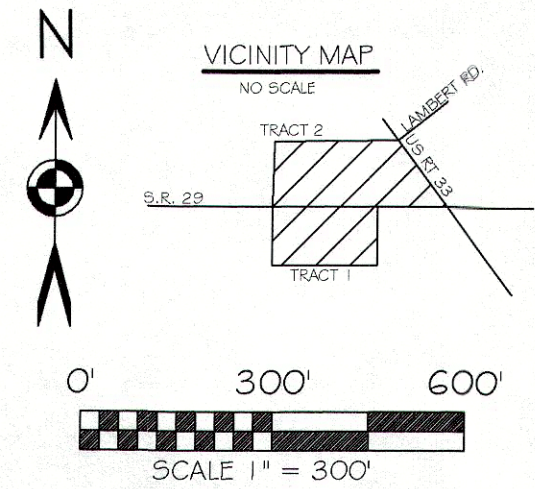 N
VICINITY MAP
NO SCALE
LAMBERT RD.
TRACT 2
US RT 33
S.R. 29
TRACT 1
0' 300' 600'
SCALE 1" = 300'